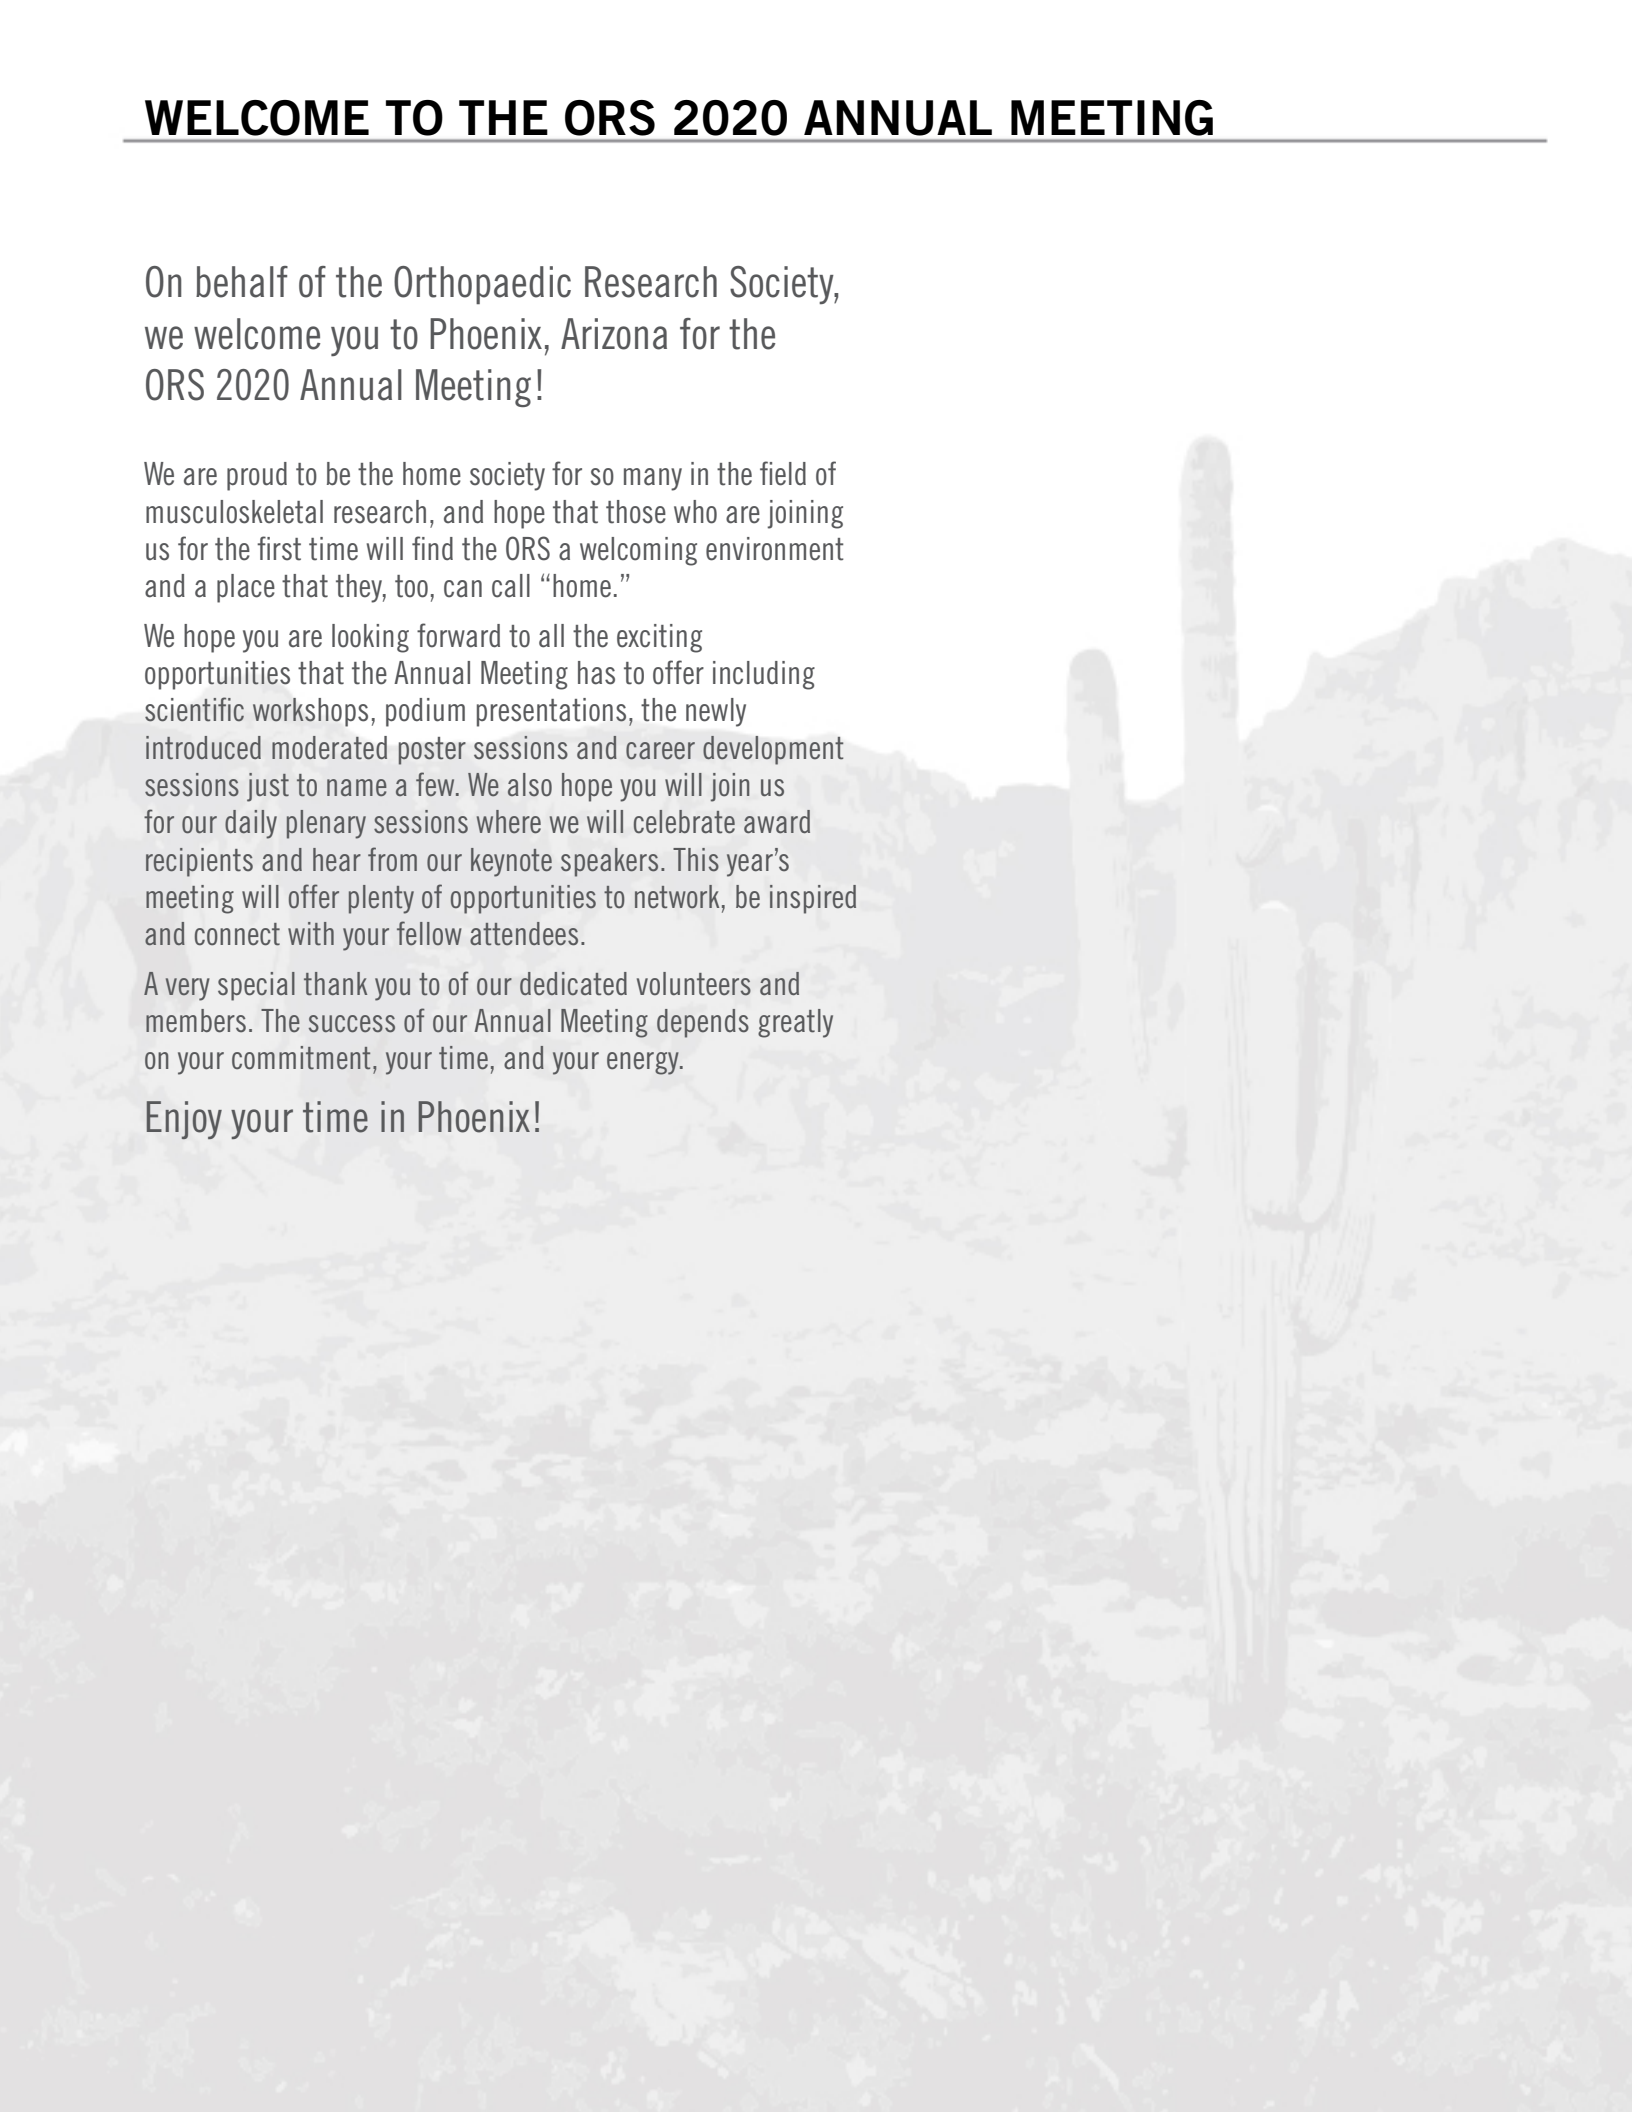 WELCOME TO THE ORS 2020 ANNUAL MEETING
On behalf of the Orthopaedic Research Society,
we welcome you to Phoenix, Arizona for the
ORS 2020 Annual Meeting!
We are proud to be the home society for so many in the field of
musculoskeletal research, and hope that those who are joining
us for the first time will find the ORS a welcoming environment
and a place that they, too, can call “home.”
We hope you are looking forward to all the exciting
opportunities that the Annual Meeting has to offer including
scientific workshops, podium presentations, the newly
introduced moderated poster sessions and career development
sessions just to name a few. We also hope you will join us
for our daily plenary sessions where we will celebrate award
recipients and hear from our keynote speakers. This year’s
meeting will offer plenty of opportunities to network, be inspired
and connect with your fellow attendees.
A very special thank you to of our dedicated volunteers and
members. The success of our Annual Meeting depends greatly
on your commitment, your time, and your energy.
Enjoy your time in Phoenix!